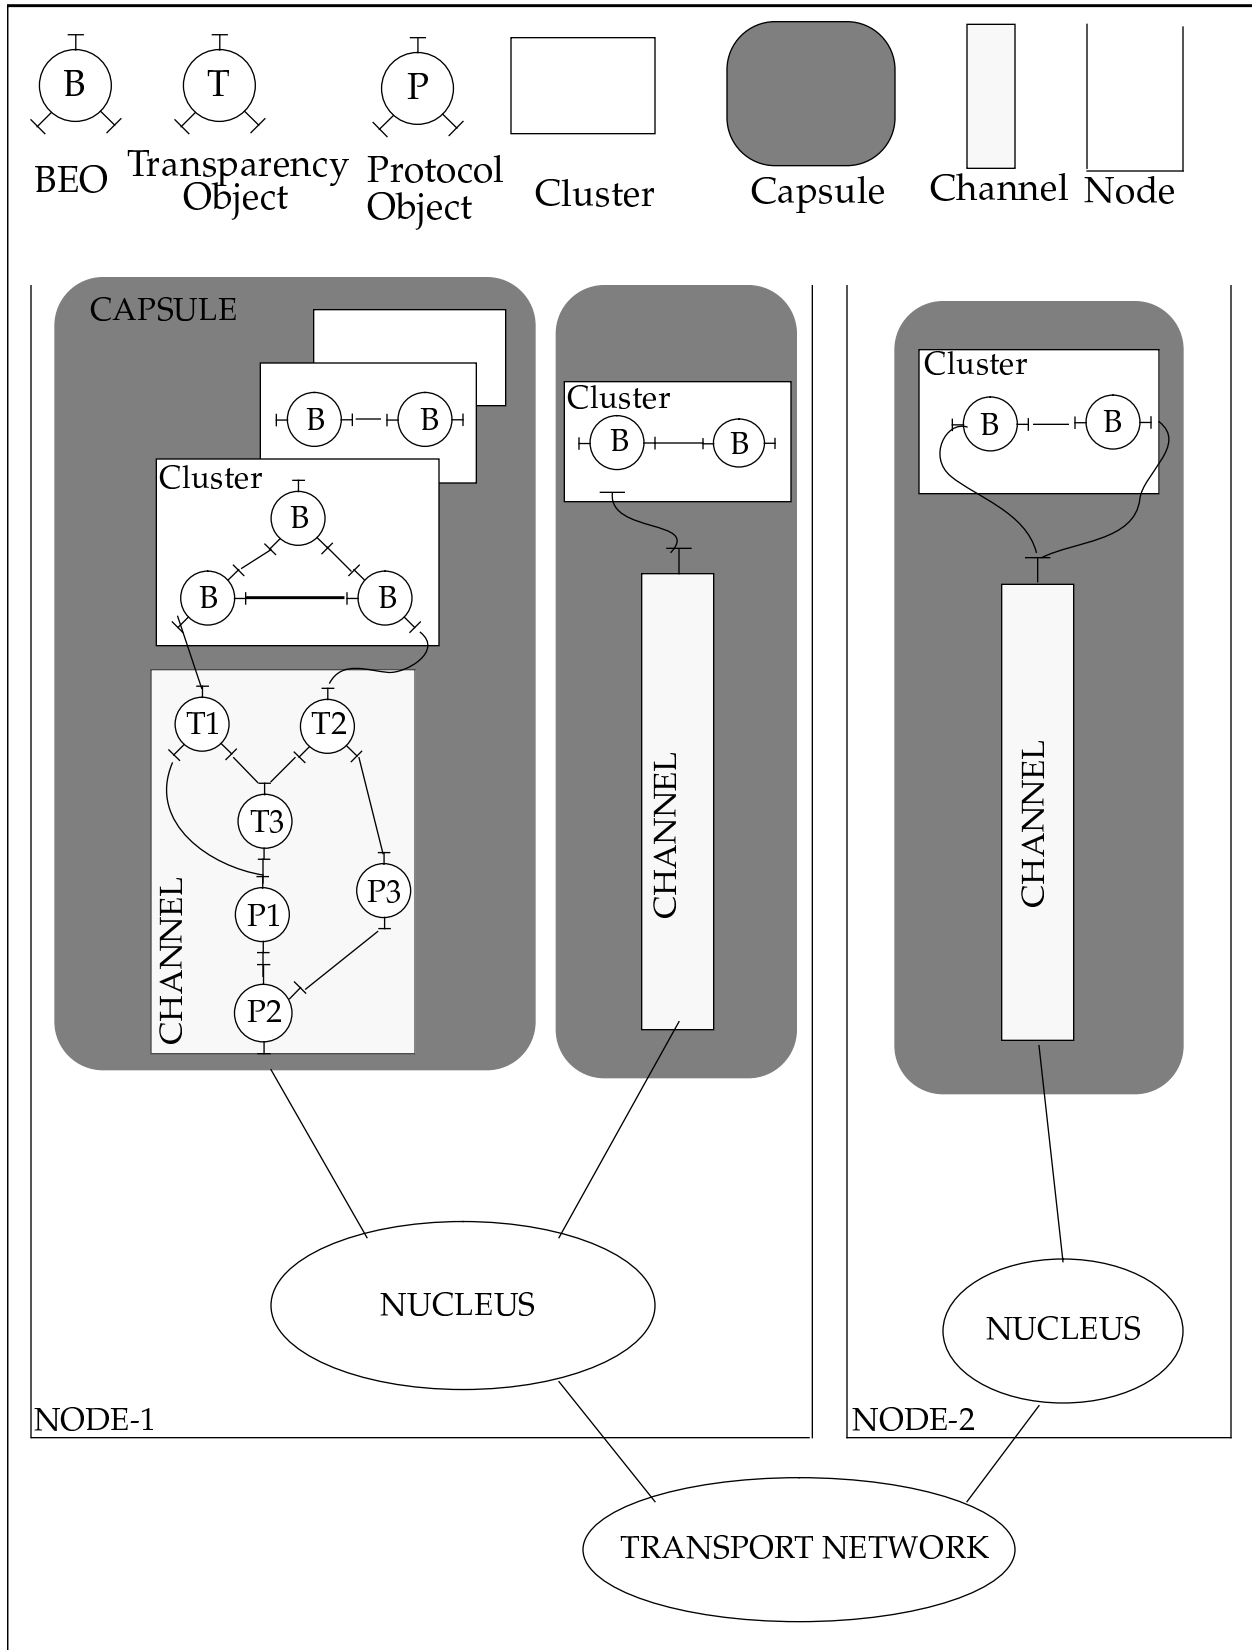 B
T
P
BEO
Transparency
Object
Protocol
Object
Cluster
Capsule
Channel
Node
CAPSULE
B
B
Cluster
B
B
B
T1
T2
T3
P3
P1
P2
CHANNEL
Cluster
B
B
CHANNEL
Cluster
B
B
CHANNEL
NUCLEUS
NUCLEUS
NODE-1
NODE-2
TRANSPORT NETWORK